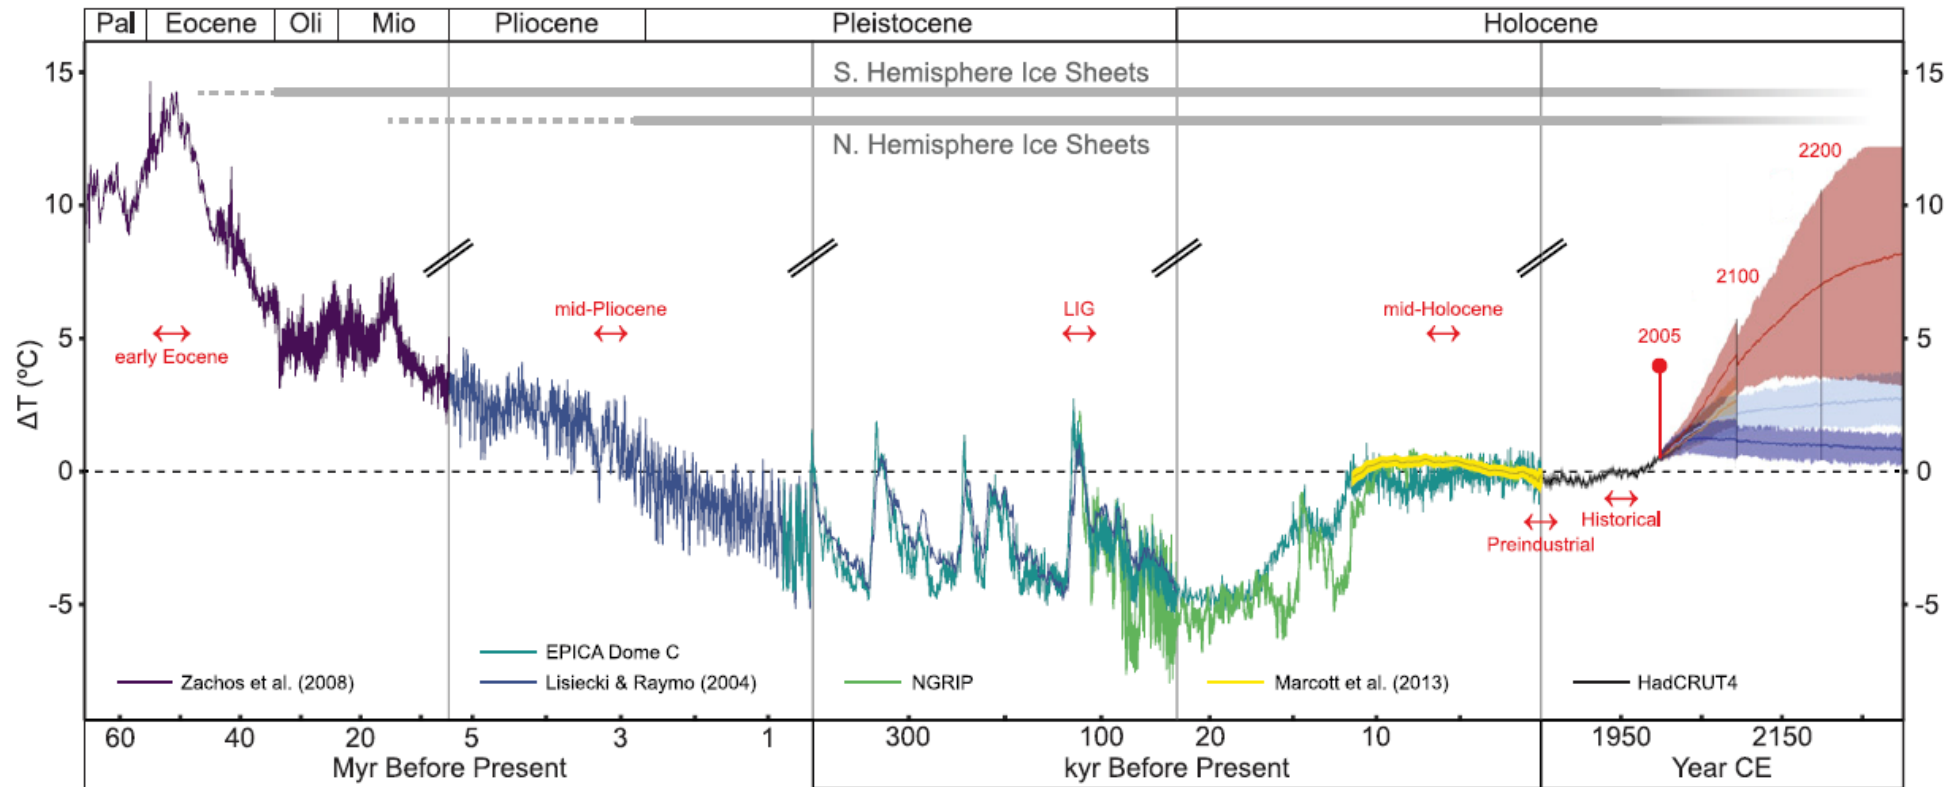 Pal Eocene Oli Mio Pliocene Pleistocene Holocene
15 S. Hemisphere Ice Sheets 15
N. Hemisphere Ice Sheets
2200
10 10
2100
mid-Pliocene LIG mid-Holocene
2005
5 5
early Eocene
ΔT (ºC)
0 0
Historical
Preindustrial
-5 -5
EPICA Dome C
Zachos et al. (2008) Lisiecki & Raymo (2004) NGRIP Marcott et al. (2013) HadCRUT4
60 40 20 5 3 1 300 100 20 10 1950 2150
Myr Before Present kyr Before Present Year CE